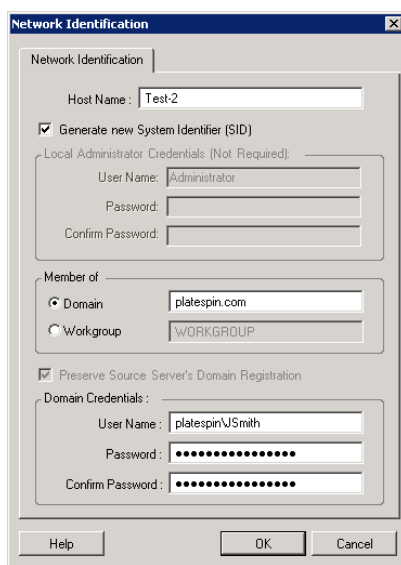 Network Identification
Network Identification
Host Name : Test-2
Generate new System Identifier (SID)
Local Administrator Credentials (Not Required):
User Name: Administrator
Password:
Confirm Password:
Member of
Domain platespin.com
Workgroup WORKGROUP
Preserve Source Server's Domain Registration
Domain Credentials :
User Name : platespin\JSmith
Password : ●●●●●●●●●●●●●●●●
Confirm Password : ●●●●●●●●●●●●●●●●
Help OK Cancel